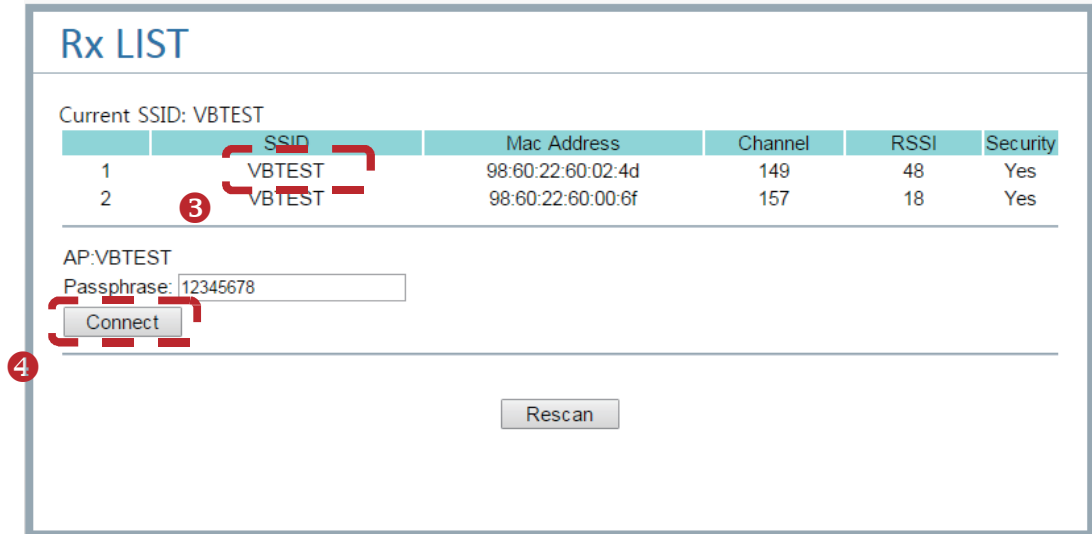 Rx LIST
Current SSID: VBTEST
SSID Mac Address Channel RSSI Security
1 VBTEST 98:60:22:60:02:4d 149 48 Yes
2 VBTEST 98:60:22:60:00:6f 157 18 Yes
3
AP:VBTEST
Passphrase: 12345678
Connect
4
Rescan